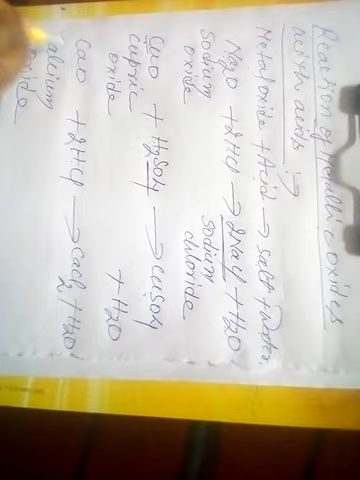 Reaction of Metallic oxides
with acids :-
Metal oxide + Acid → salt + water.
Na2O + 2HCl → 2NaCl + H2O
Sodium oxide Sodium chloride
CuO + H2SO4 → CuSO4 + H2O
cupric oxide
CaO + 2HCl → CaCl2 + H2O
alcium oxide